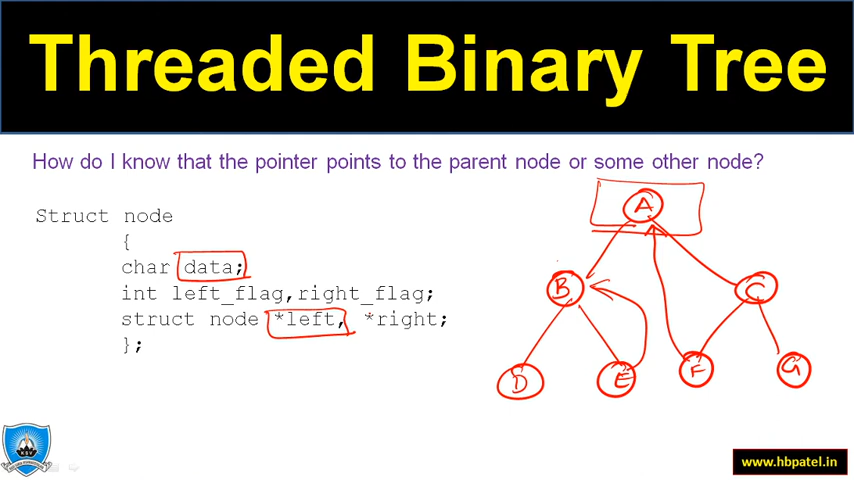 Threaded Binary Tree
How do I know that the pointer points to the parent node or some other node?
Struct node
{
char data;
int left_flag,right_flag;
struct node *left, *right;
};
A
B
C
D
E
F
G
KSV
www.hbpatel.in